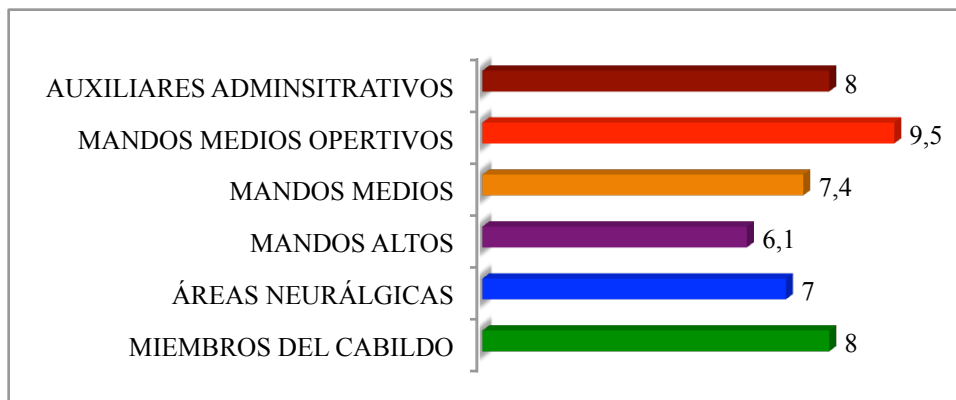 AUXILIARES ADMINSITRATIVOS 8
MANDOS MEDIOS OPERTIVOS 9,5
MANDOS MEDIOS 7,4
MANDOS ALTOS 6,1
ÁREAS NEURÁLGICAS 7
MIEMBROS DEL CABILDO 8